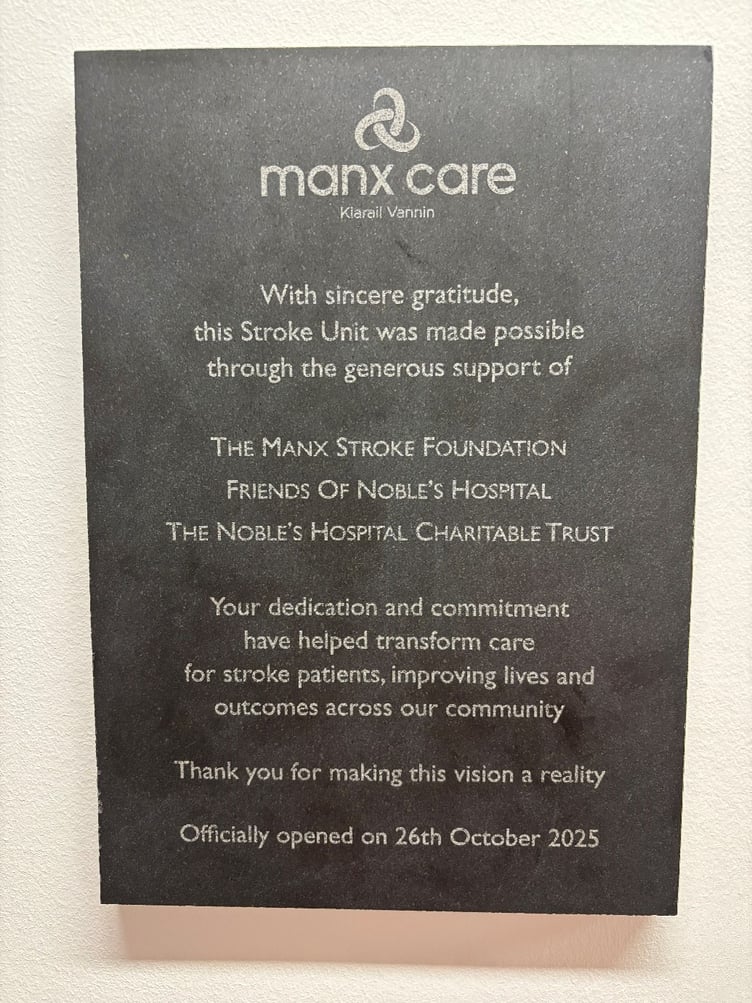 manx care
Kiarail Vannin
With sincere gratitude,
this Stroke Unit was made possible
through the generous support of
THE MANX STROKE FOUNDATION
FRIENDS OF NOBLE'S HOSPITAL
THE NOBLE'S HOSPITAL CHARITABLE TRUST
Your dedication and commitment
have helped transform care
for stroke patients, improving lives and
outcomes across our community
Thank you for making this vision a reality
Officially opened on 26th October 2025